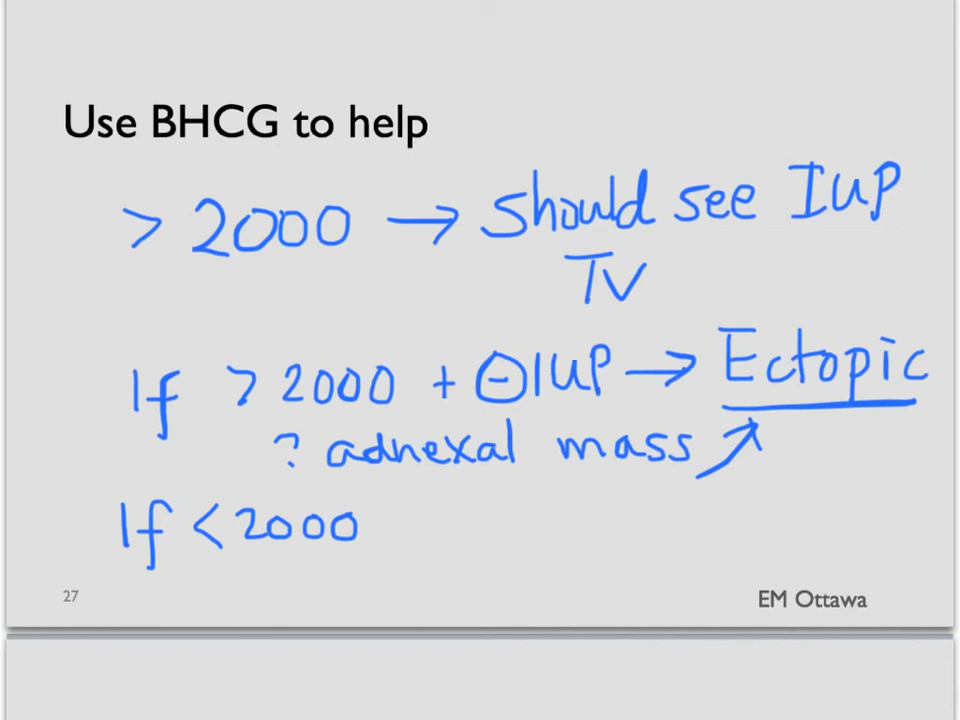 Use BHCG to help
> 2000 → Should see IUP
TV
If > 2000 + ⊖IUP → Ectopic
? adnexal mass ↗
If < 2000
27
EM Ottawa